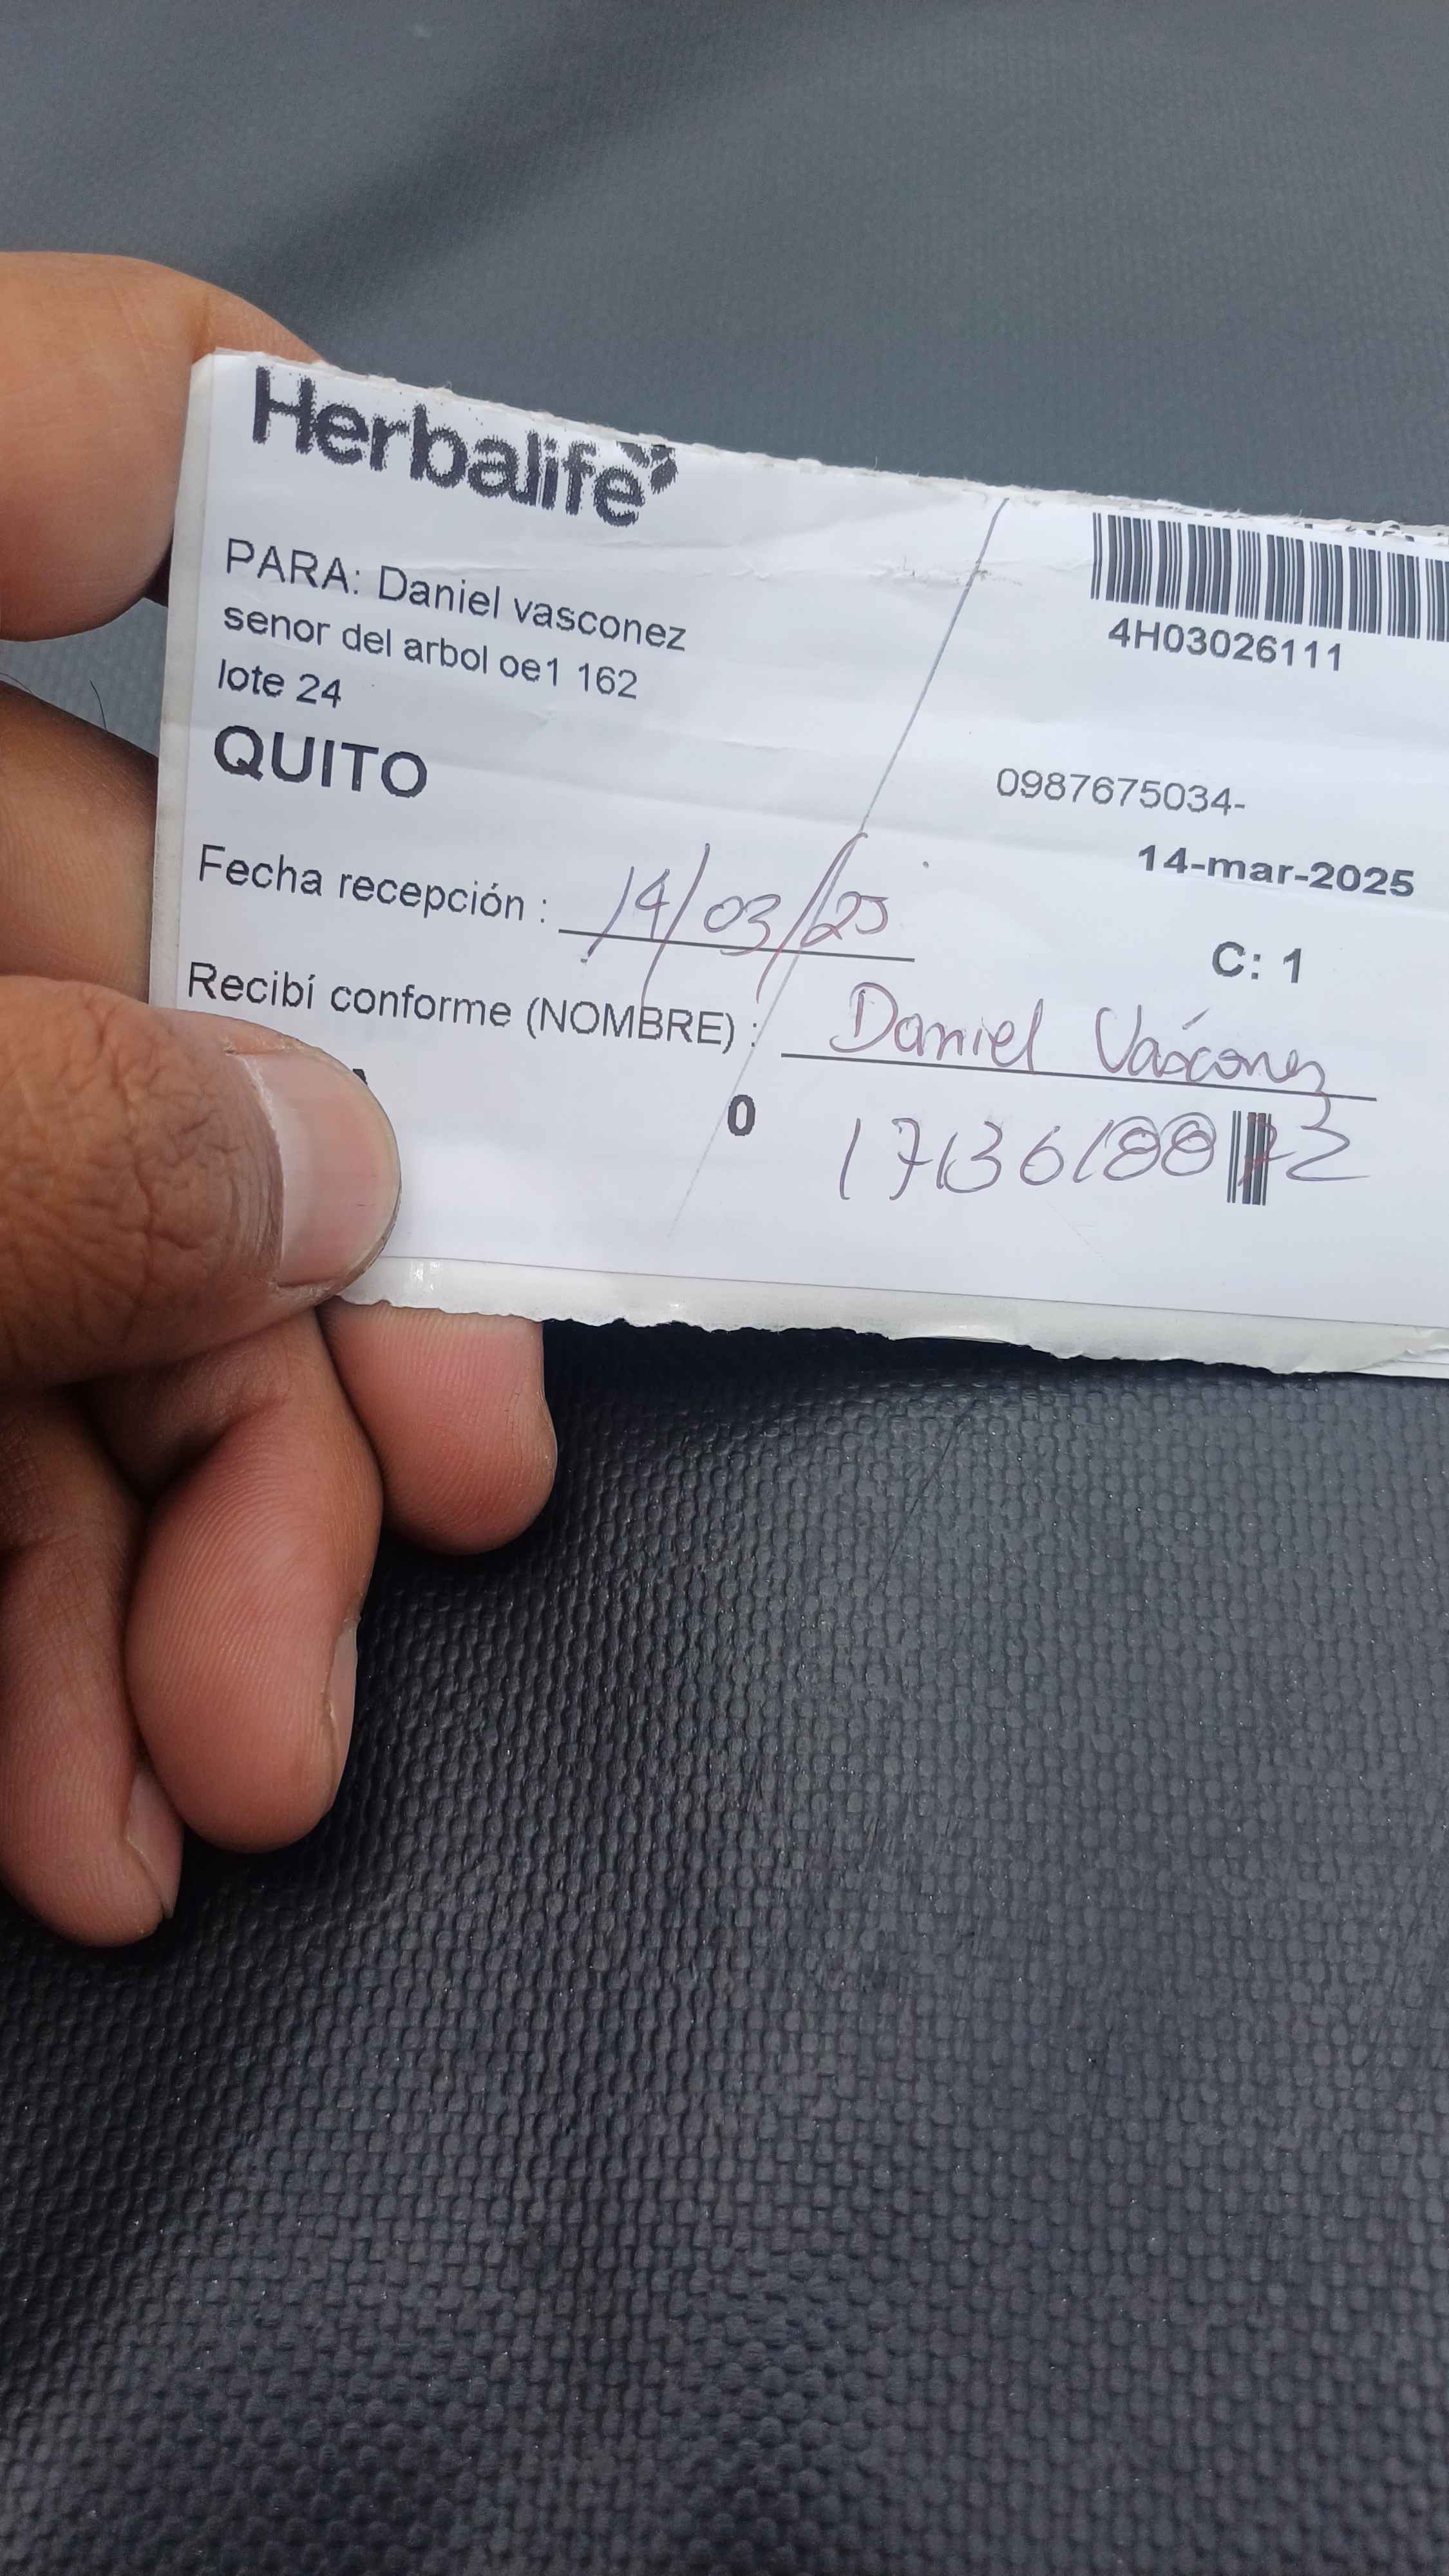 Herbalife
4H03026111
PARA: Daniel vasconez
senor del arbol oe1 162
lote 24
QUITO
0987675034-
14-mar-2025
Fecha recepción : 14/03/25
C: 1
Recibí conforme (NOMBRE) : Daniel Vásconez
0